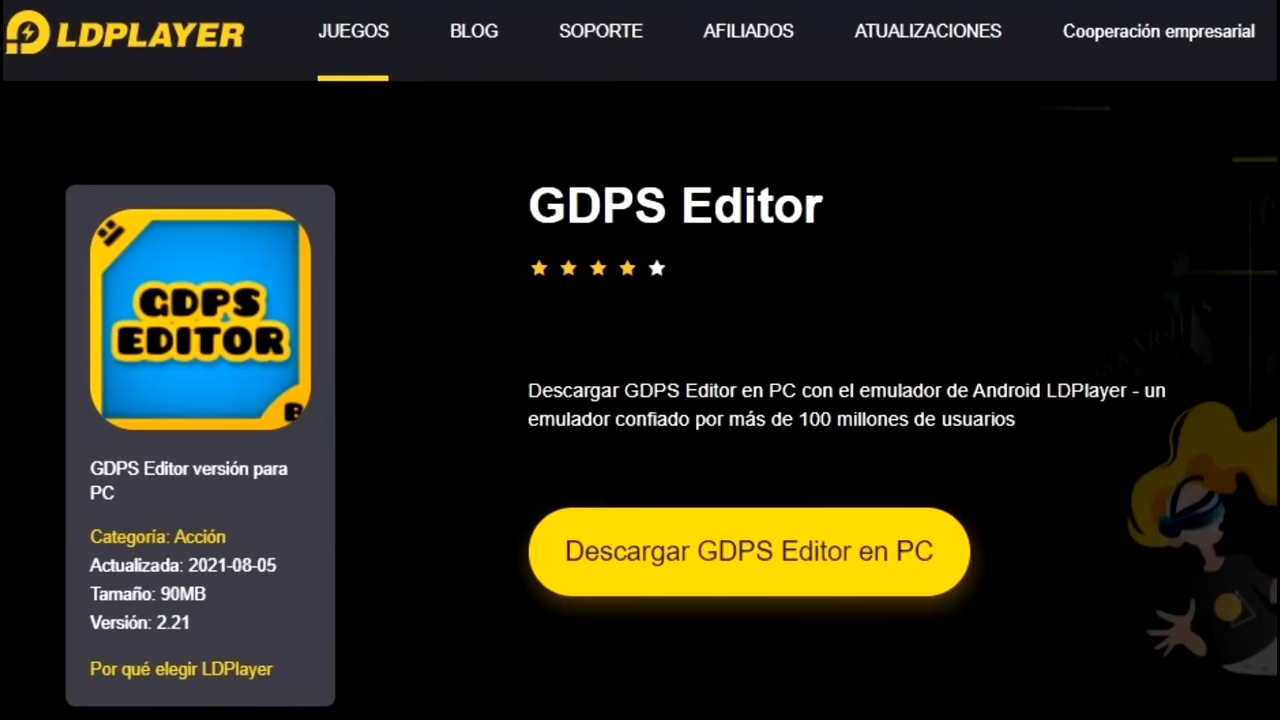 LDPLAYER
JUEGOS
BLOG
SOPORTE
AFILIADOS
ATUALIZACIONES
Cooperación empresarial
GDPS
EDITOR
GDPS Editor versión para
PC
Categoría: Acción
Actualizada: 2021-08-05
Tamaño: 90MB
Versión: 2.21
Por qué elegir LDPlayer
GDPS Editor
Descargar GDPS Editor en PC con el emulador de Android LDPlayer - un
emulador confiado por más de 100 millones de usuarios
Descargar GDPS Editor en PC